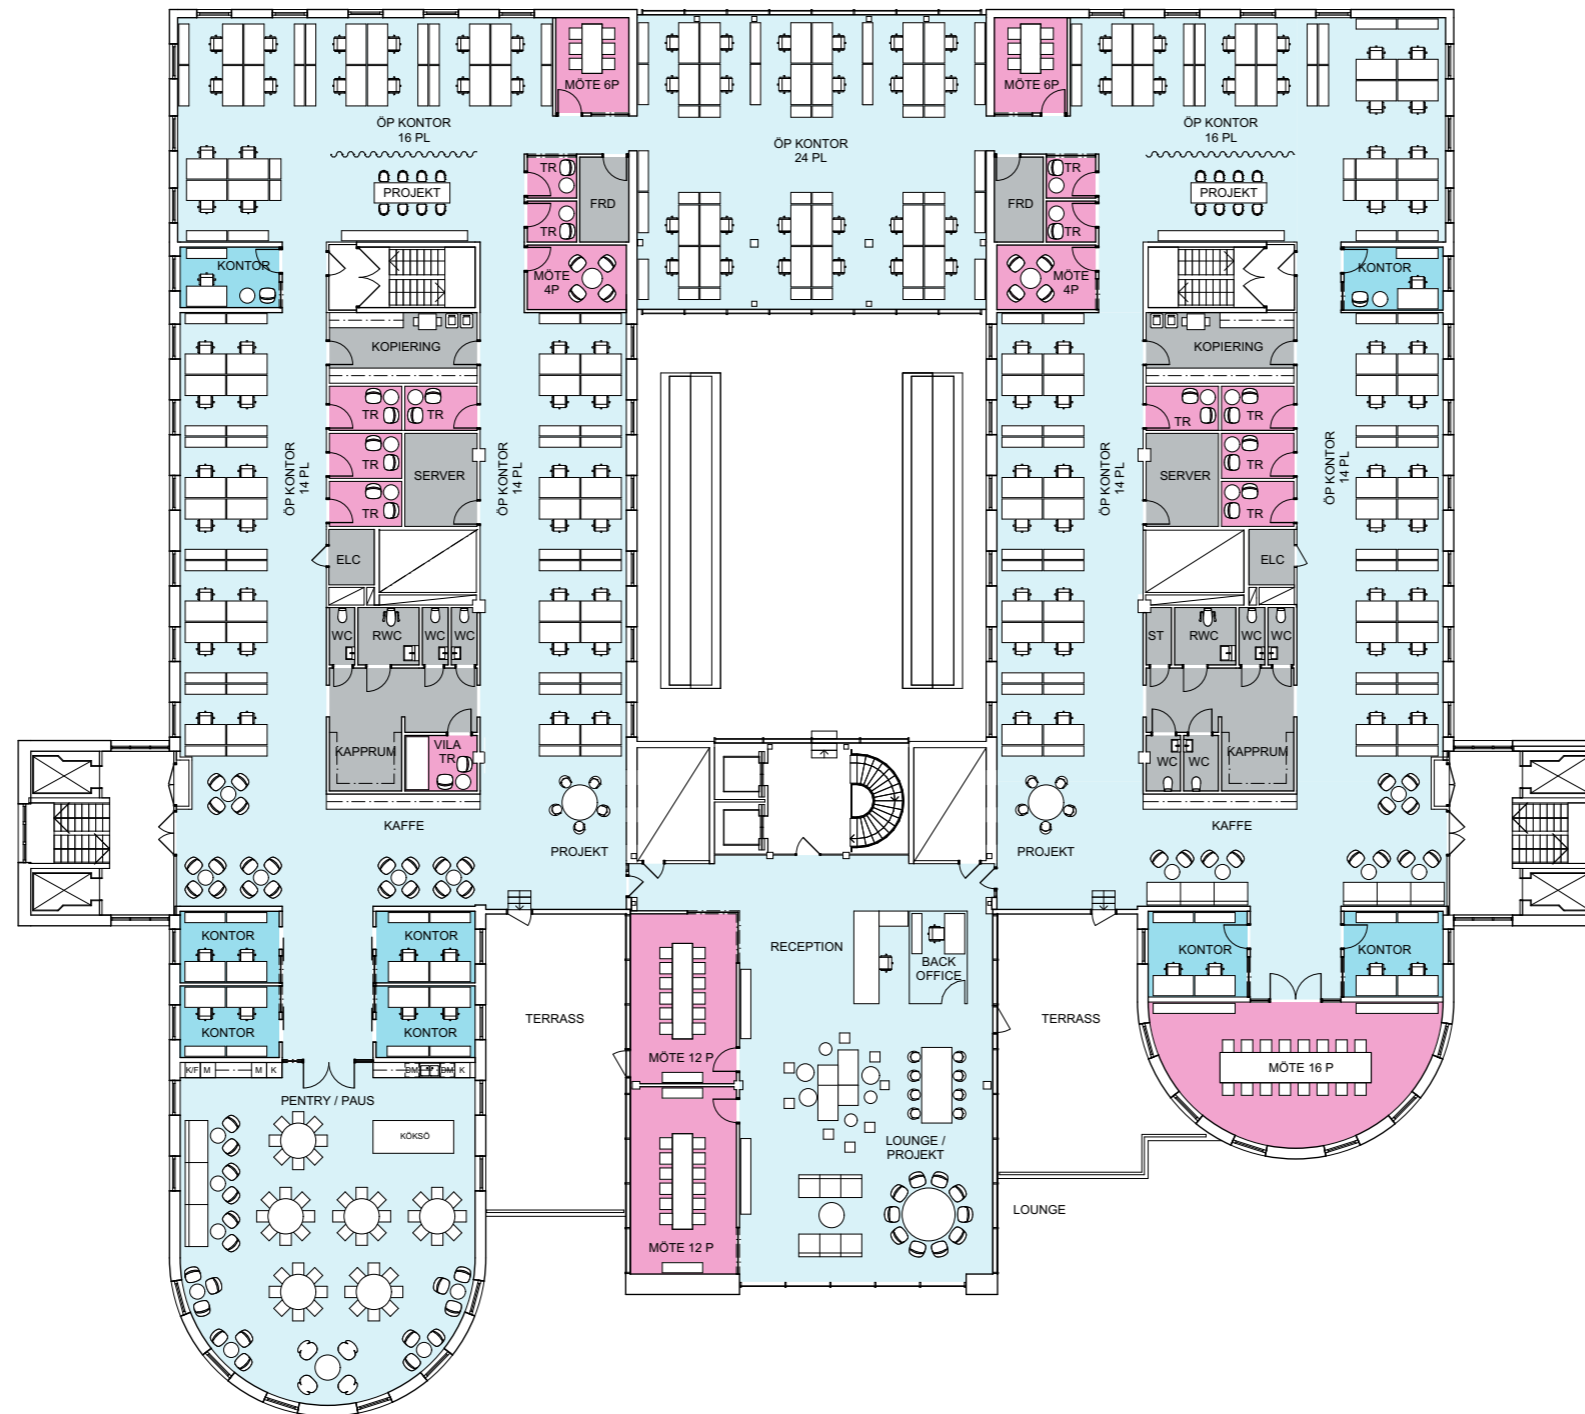 MÖTE 6P
MÖTE 6P
ÖP KONTOR
16 PL
ÖP KONTOR
24 PL
ÖP KONTOR
16 PL
TR
FRD
TR
PROJEKT
FRD
TR
TR
PROJEKT
KONTOR
MÖTE
4P
MÖTE
4P
KONTOR
KOPIERING
KOPIERING
TR
TR
TR
TR
ÖP KONTOR
14 PL
TR
SERVER
ÖP KONTOR
14 PL
ÖP KONTOR
14 PL
SERVER
TR
ÖP KONTOR
14 PL
TR
TR
ELC
ELC
WC
RWC
WC
WC
ST
RWC
WC
WC
KAPPRUM
VILA
TR
WC
WC
KAPPRUM
KAFFE
PROJEKT
PROJEKT
KAFFE
KONTOR
KONTOR
RECEPTION
BACK
OFFICE
KONTOR
KONTOR
KONTOR
KONTOR
TERRASS
TERRASS
MÖTE 12 P
MÖTE 16 P
K/F
M
M
K
DM
DM
K
PENTRY / PAUS
KÖKSÖ
LOUNGE /
PROJEKT
LOUNGE
MÖTE 12 P